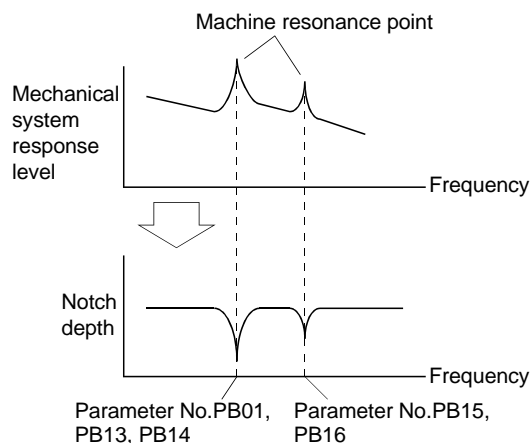 Machine resonance point
Mechanical
system
response
level
Frequency
Notch
depth
Frequency
Parameter No.PB01,
PB13, PB14
Parameter No.PB15,
PB16